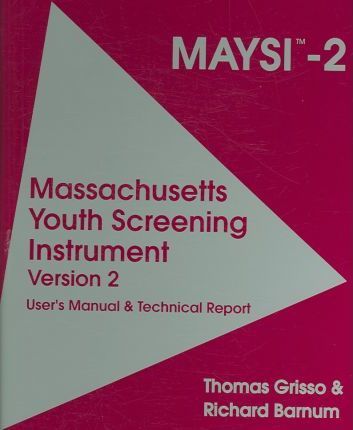 MAYSI™-2
Massachusetts
Youth Screening
Instrument
Version 2
User's Manual & Technical Report
Thomas Grisso &
Richard Barnum